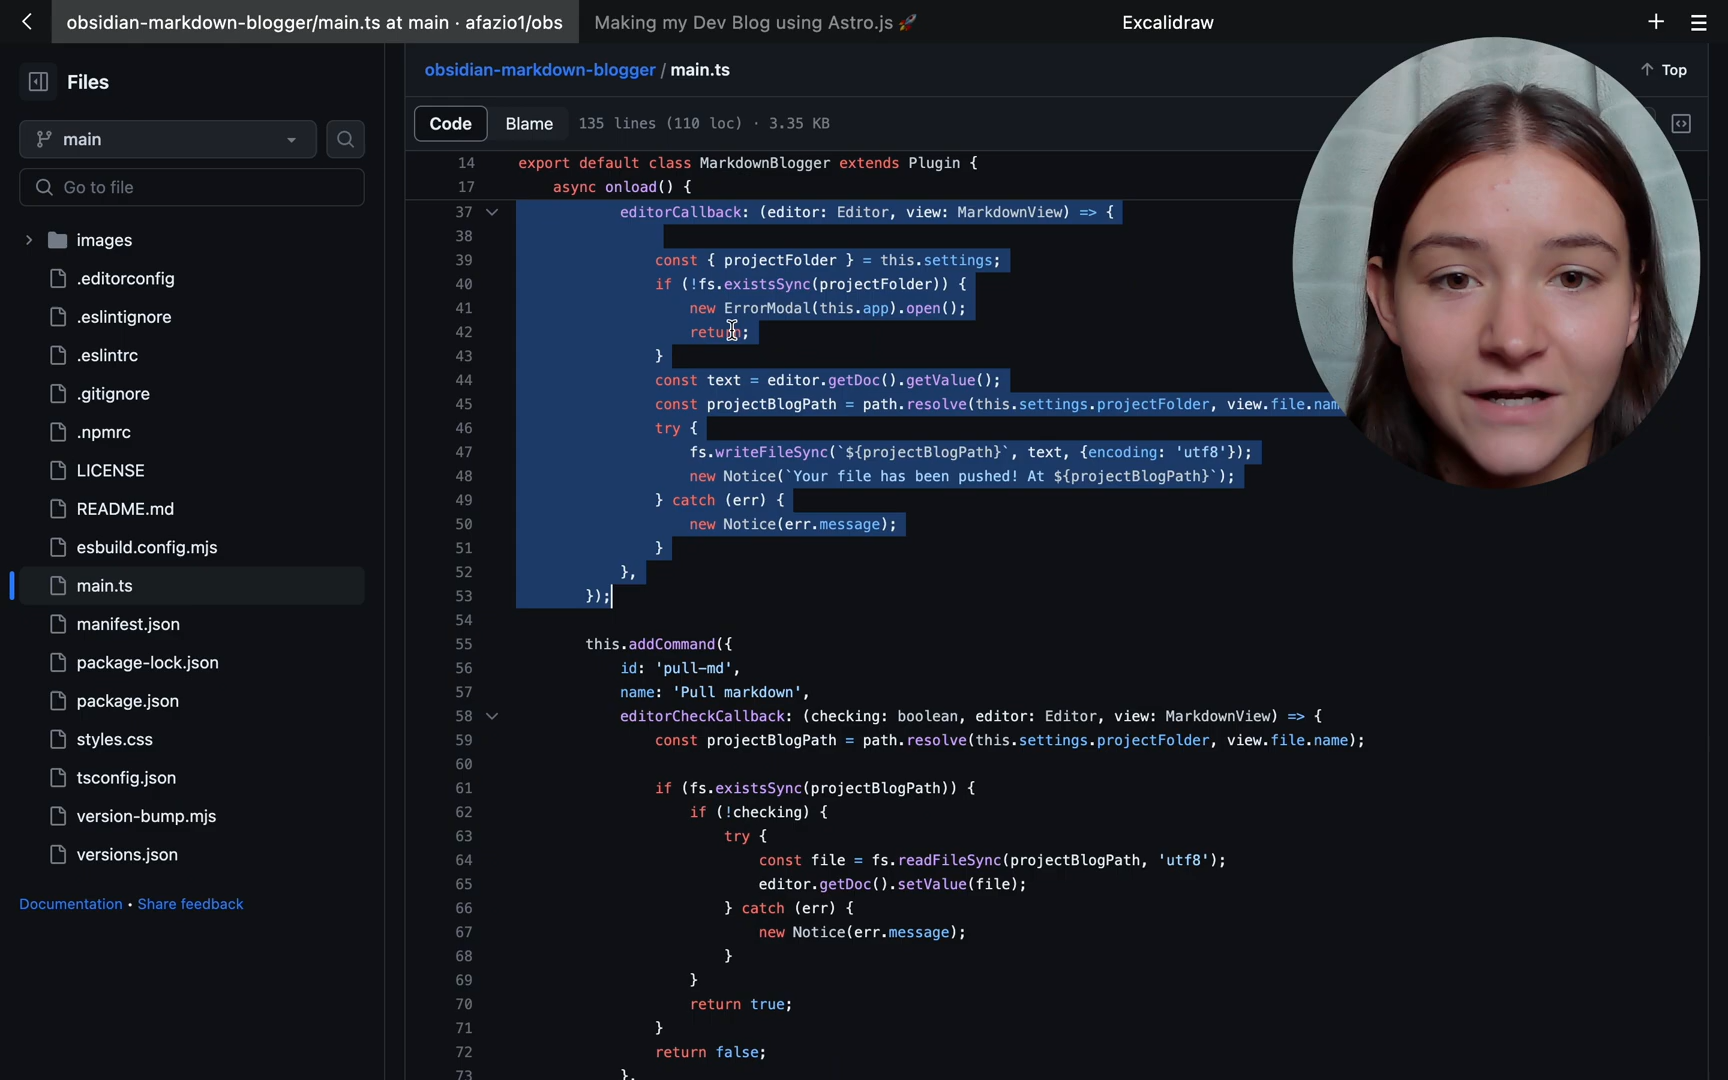 obsidian-markdown-blogger/main.ts at main · afazio1/obs
Making my Dev Blog using Astro.js 🚀
Excalidraw
Files
main
Go to file
images
.editorconfig
.eslintignore
.eslintrc
.gitignore
.npmrc
LICENSE
README.md
esbuild.config.mjs
main.ts
manifest.json
package-lock.json
package.json
styles.css
tsconfig.json
version-bump.mjs
versions.json
Documentation • Share feedback
obsidian-markdown-blogger / main.ts
Top
Code Blame 135 lines (110 loc) · 3.35 KB
14 export default class MarkdownBlogger extends Plugin {
17 async onload() {
37 editorCallback: (editor: Editor, view: MarkdownView) => {
38
39 const { projectFolder } = this.settings;
40 if (!fs.existsSync(projectFolder)) {
41 new ErrorModal(this.app).open();
42 return;
43 }
44 const text = editor.getDoc().getValue();
45 const projectBlogPath = path.resolve(this.settings.projectFolder, view.file.nam
46 try {
47 fs.writeFileSync(`${projectBlogPath}`, text, {encoding: 'utf8'});
48 new Notice(`Your file has been pushed! At ${projectBlogPath}`);
49 } catch (err) {
50 new Notice(err.message);
51 }
52 },
53 });
54
55 this.addCommand({
56 id: 'pull-md',
57 name: 'Pull markdown',
58 editorCheckCallback: (checking: boolean, editor: Editor, view: MarkdownView) => {
59 const projectBlogPath = path.resolve(this.settings.projectFolder, view.file.name);
60
61 if (fs.existsSync(projectBlogPath)) {
62 if (!checking) {
63 try {
64 const file = fs.readFileSync(projectBlogPath, 'utf8');
65 editor.getDoc().setValue(file);
66 } catch (err) {
67 new Notice(err.message);
68 }
69 }
70 return true;
71 }
72 return false;
73 },